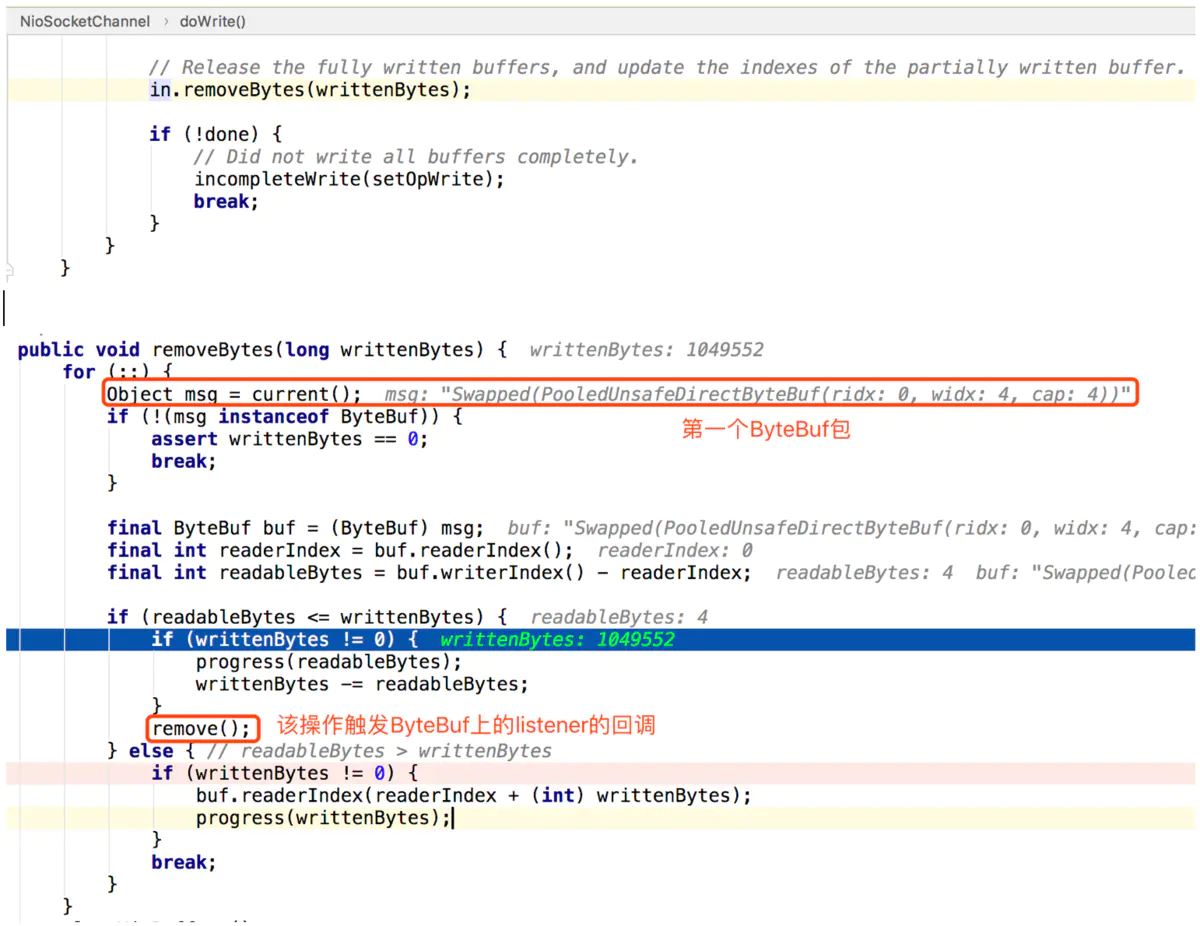 NioSocketChannel › doWrite()
// Release the fully written buffers, and update the indexes of the partially written buffer.
in.removeBytes(writtenBytes);
if (!done) {
// Did not write all buffers completely.
incompleteWrite(setOpWrite);
break;
}
}
}
public void removeBytes(long writtenBytes) { writtenBytes: 1049552
for (;;) {
Object msg = current(); msg: "Swapped(PooledUnsafeDirectByteBuf(ridx: 0, widx: 4, cap: 4))"
if (!(msg instanceof ByteBuf)) {
第一个ByteBuf包
assert writtenBytes == 0;
break;
}
final ByteBuf buf = (ByteBuf) msg; buf: "Swapped(PooledUnsafeDirectByteBuf(ridx: 0, widx: 4, cap:
final int readerIndex = buf.readerIndex(); readerIndex: 0
final int readableBytes = buf.writerIndex() - readerIndex; readableBytes: 4 buf: "Swapped(Pooled
if (readableBytes <= writtenBytes) { readableBytes: 4
if (writtenBytes != 0) { writtenBytes: 1049552
progress(readableBytes);
writtenBytes -= readableBytes;
}
remove(); 该操作触发ByteBuf上的listener的回调
} else { // readableBytes > writtenBytes
if (writtenBytes != 0) {
buf.readerIndex(readerIndex + (int) writtenBytes);
progress(writtenBytes);
}
break;
}
}